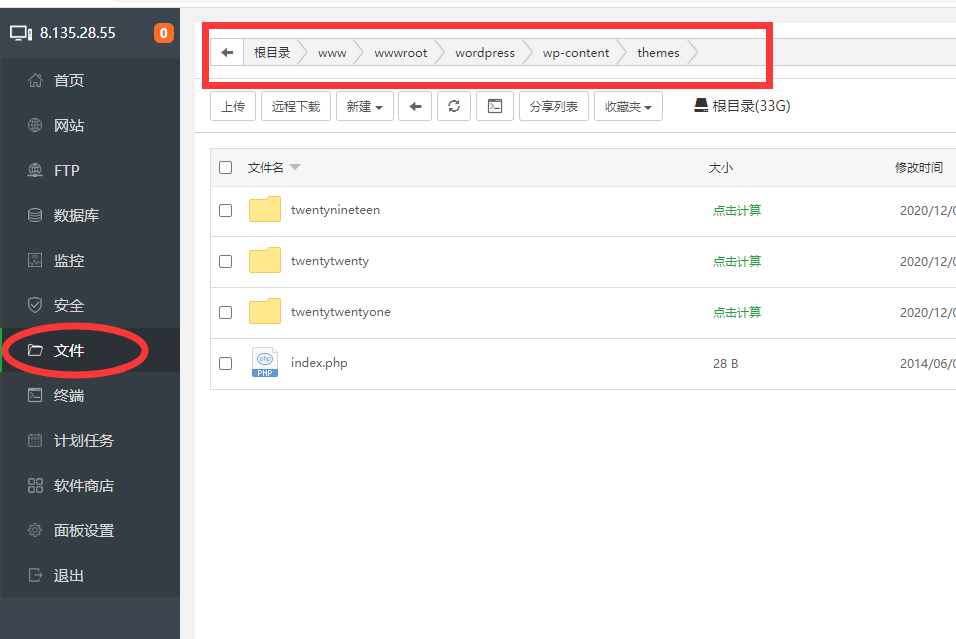 8.135.28.55 0
首页
网站
FTP
数据库
监控
安全
文件
终端
计划任务
软件商店
面板设置
退出
根目录 www wwwroot wordpress wp-content themes
上传 远程下载 新建 分享列表 收藏夹 根目录(33G)
文件名 大小 修改时间
twentynineteen 点击计算 2020/12/0
twentytwenty 点击计算 2020/12/0
twentytwentyone 点击计算 2020/12/0
php PHP index.php 28 B 2014/06/0